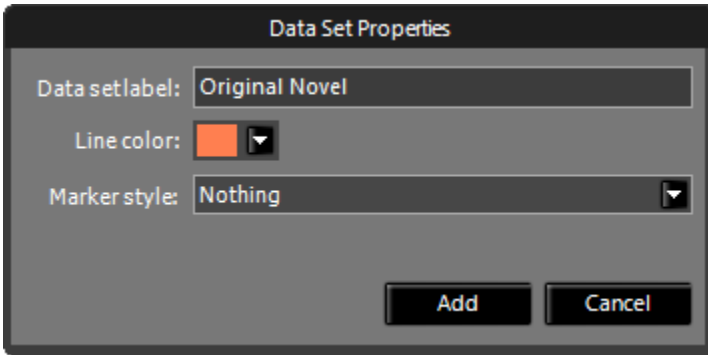 Data Set Properties
Data set label: Original Novel
Line color:
Marker style: Nothing
Add Cancel